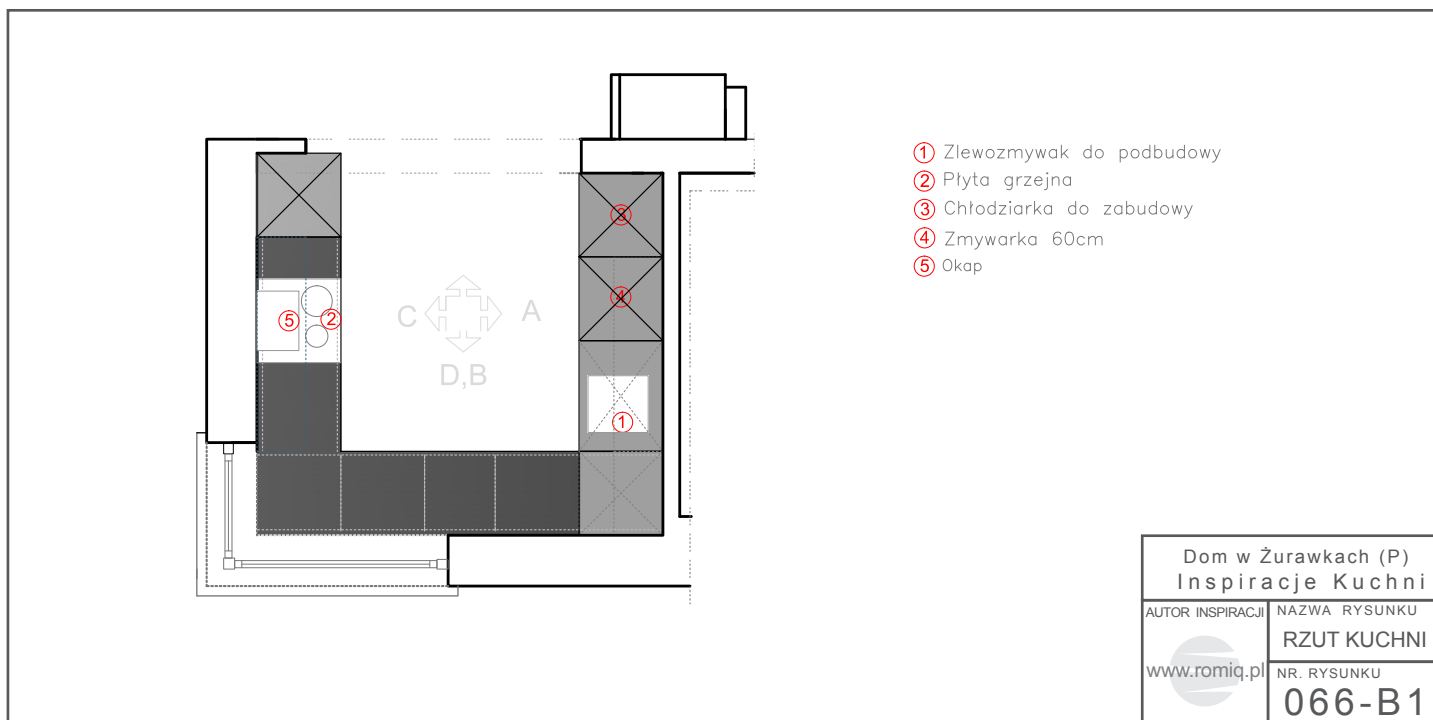 ① Zlewozmywak do podbudowy
② Płyta grzejna
③ Chłodziarka do zabudowy
④ Zmywarka 60cm
⑤ Okap
3
4
5
2
1
C
A
D,B
Dom w Żurawkach (P)
Inspiracje Kuchni
AUTOR INSPIRACJI
www.romiq.pl
NAZWA RYSUNKU
RZUT KUCHNI
NR. RYSUNKU
066-B1